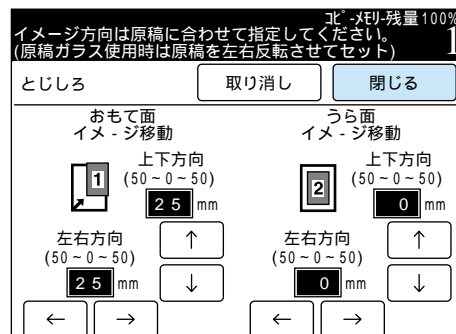 ｺﾋﾟ-ﾒﾓﾘ-残量100%
イメージ方向は原稿に合わせて指定してください。 1
(原稿ガラス使用時は原稿を左右反転させてセット)
とじしろ 取り消し 閉じる
おもて面
イメ - ジ移動
1
上下方向
(50～0～50)
25 mm
左右方向
(50～0～50)
25 mm
↑
↓
← →
うら面
イメ - ジ移動
2
上下方向
(50～0～50)
0 mm
左右方向
(50～0～50)
0 mm
↑
↓
← →